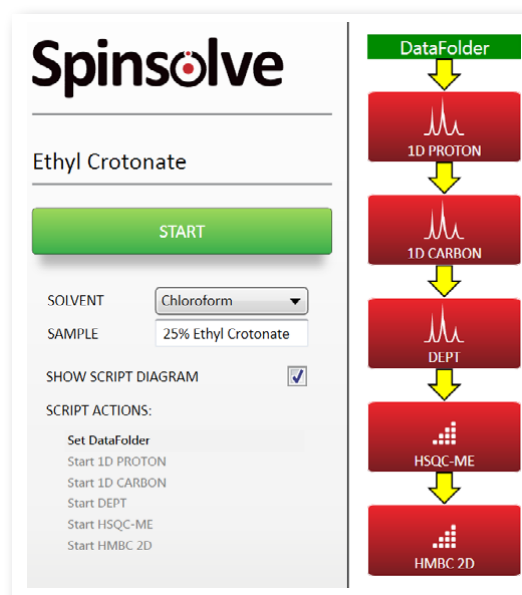 Spinsolve
Ethyl Crotonate
START
SOLVENT Chloroform
SAMPLE 25% Ethyl Crotonate
SHOW SCRIPT DIAGRAM
SCRIPT ACTIONS:
Set DataFolder
Start 1D PROTON
Start 1D CARBON
Start DEPT
Start HSQC-ME
Start HMBC 2D
DataFolder
1D PROTON
1D CARBON
DEPT
HSQC-ME
HMBC 2D